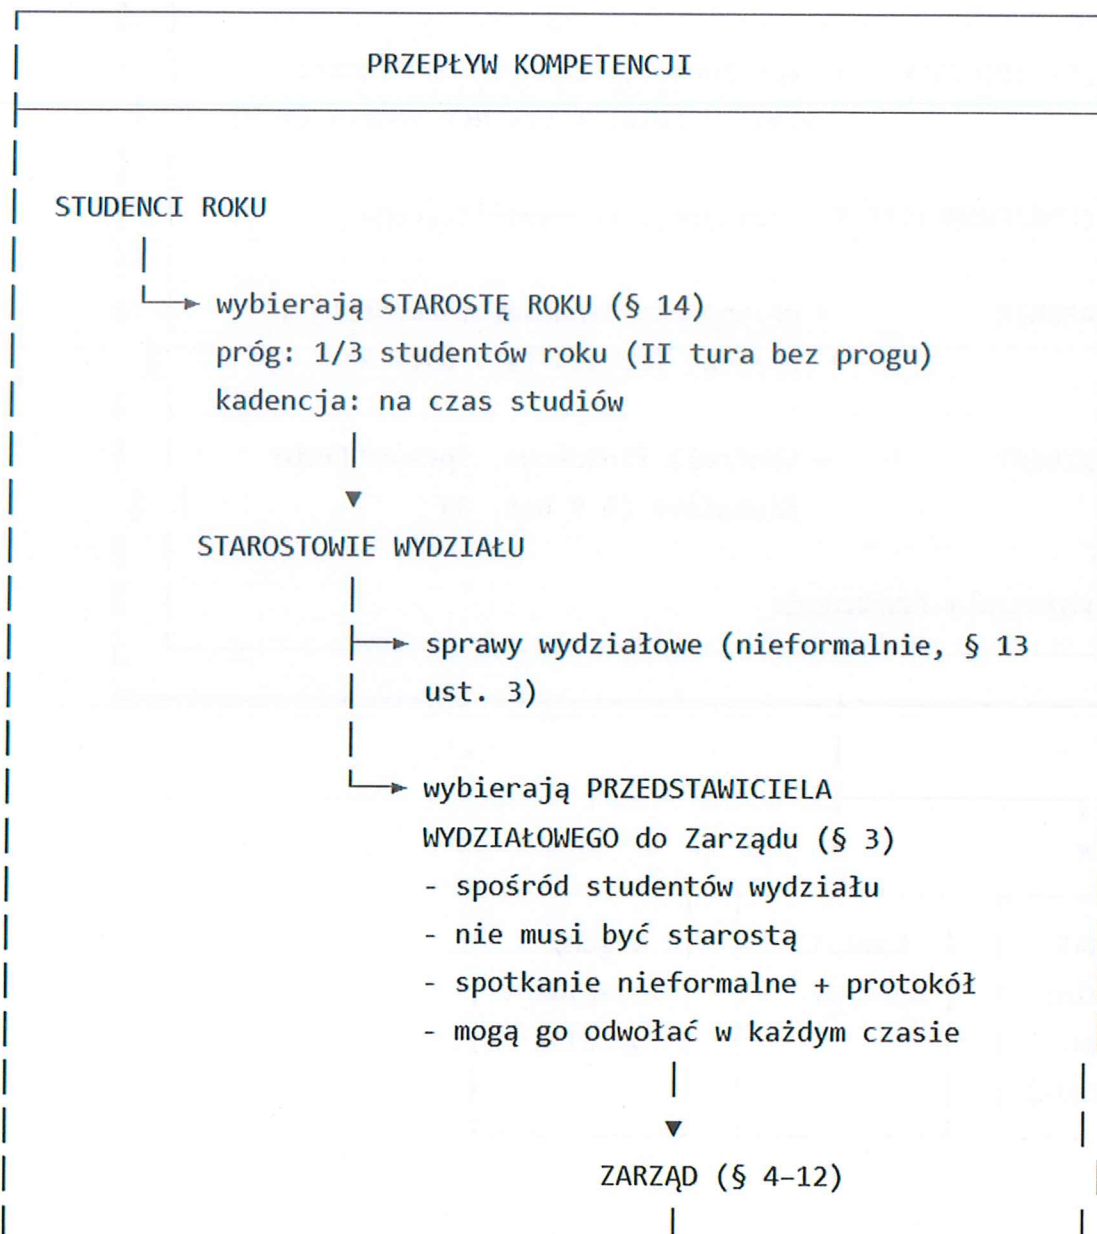 PRZEPŁYW KOMPETENCJI
STUDENCI ROKU
wybierają STAROSTĘ ROKU (§ 14)
próg: 1/3 studentów roku (II tura bez progu)
kadencja: na czas studiów
STAROSTOWIE WYDZIAŁU
sprawy wydziałowe (nieformalnie, § 13
ust. 3)
wybierają PRZEDSTAWICIELA
WYDZIAŁOWEGO do Zarządu (§ 3)
- spośród studentów wydziału
- nie musi być starostą
- spotkanie nieformalne + protokół
- mogą go odwołać w każdym czasie
ZARZĄD (§ 4–12)